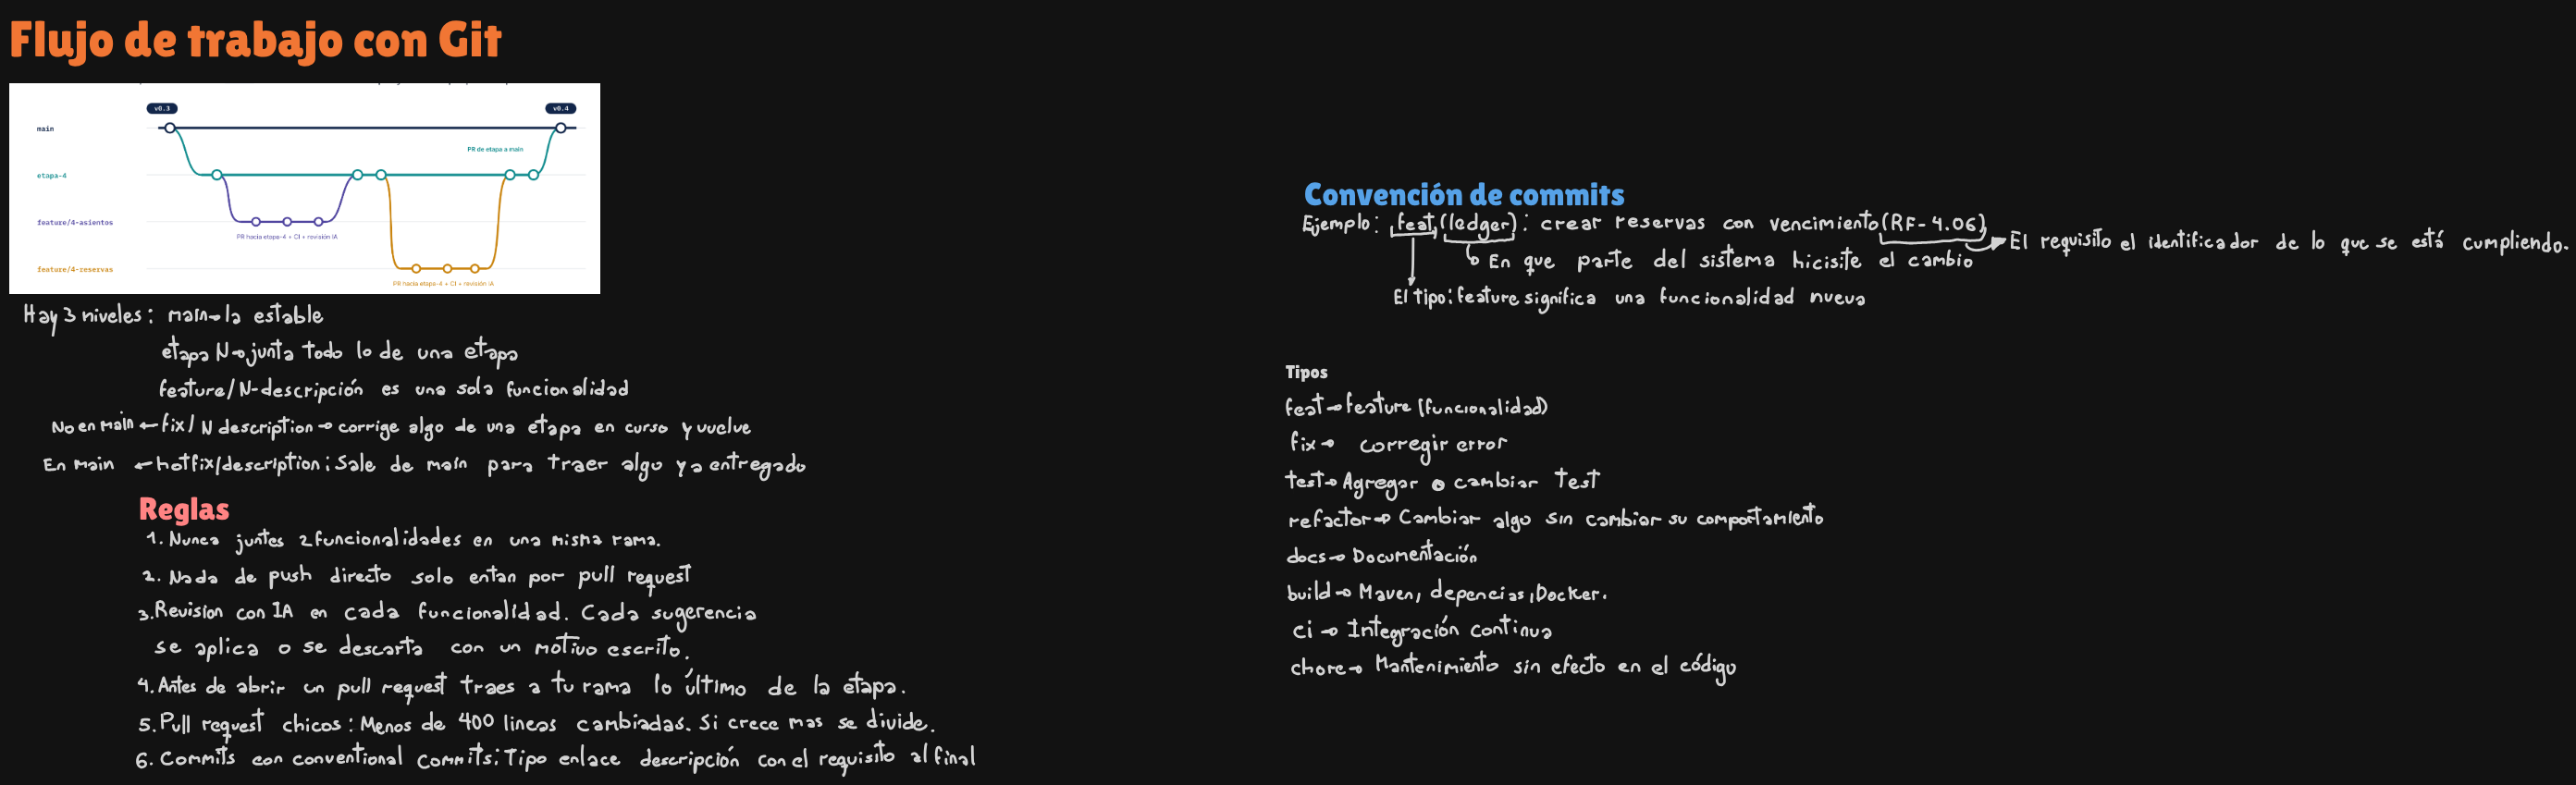 Flujo de trabajo con Git
v0.3
v0.4
main
PR de etapa a main
etapa-4
feature/4-asientos
PR hacia etapa-4 + CI + revisión IA
feature/4-reservas
PR hacia etapa-4 + CI + revisión IA
Hay 3 niveles: main→la estable
etapa N→junta todo lo de una etapa
feature/N-descripción es una sola funcionalidad
No en main ←fix/N description→corrige algo de una etapa en curso y vuelve
En main ←hotfix/description: Sale de main para traer algo ya entregado
Reglas
1. Nunca juntes 2 funcionalidades en una misma rama.
2. Nada de push directo solo entan por pull request
3. Revision con IA en cada funcionalidad. Cada sugerencia
se aplica o se descarta con un motivo escrito.
4. Antes de abrir un pull request traes a tu rama lo último de la etapa.
5. Pull request chicos: Menos de 400 lineas cambiadas. Si crece mas se divide.
6. Commits con conventional commits: Tipo enlace descripción con el requisito al final
Convención de commits
Ejemplo: feat(ledger): crear reservas con vencimiento(RF-4.06)
El requisito el identificador de lo que se está cumpliendo.
En que parte del sistema hicisite el cambio
El tipo: feature significa una funcionalidad nueva
Tipos
feat→feature (funcionalidad)
fix→ corregir error
test→Agregar o cambiar test
refactor→ Cambiar algo sin cambiar su comportamiento
docs→Documentación
build→Maven, depencias, Docker.
ci→ Integración continua
chore→ Mantenimiento sin efecto en el código